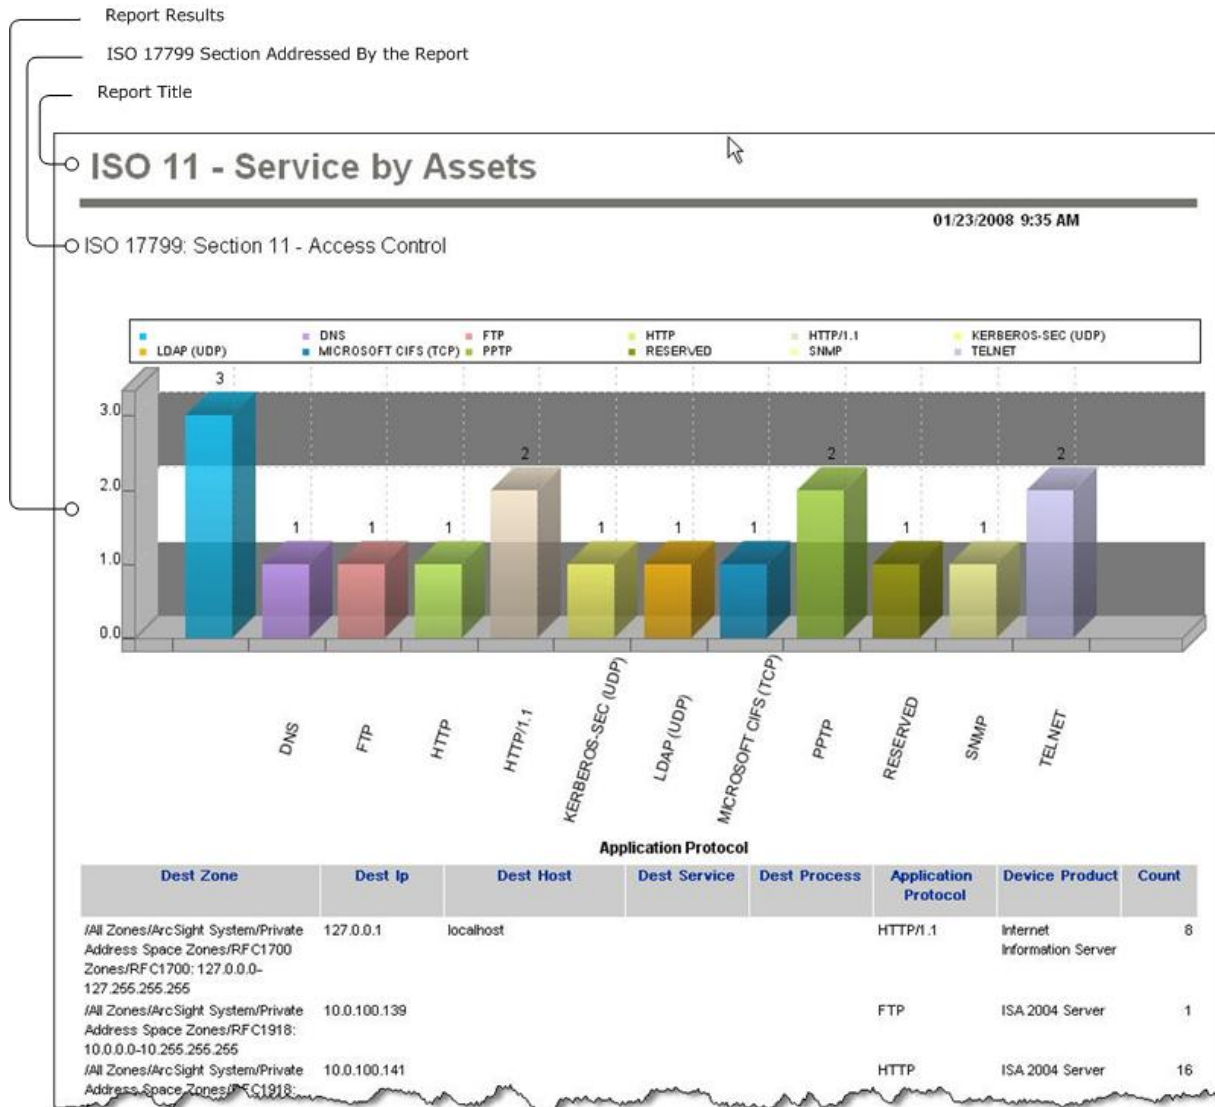 Report Results
ISO 17799 Section Addressed By the Report
Report Title
ISO 11 - Service by Assets
01/23/2008 9:35 AM
ISO 17799: Section 11 - Access Control
DNS FTP HTTP HTTP/1.1 KERBEROS-SEC (UDP)
LDAP (UDP) MICROSOFT CIFS (TCP) PPTP RESERVED SNMP TELNET
3
3.0
2 2 2
2.0
1 1 1 1 1 1 1 1
1.0
0.0
DNS
FTP
HTTP
HTTP/1.1
KERBEROS-SEC (UDP)
LDAP (UDP)
MICROSOFT CIFS (TCP)
PPTP
RESERVED
SNMP
TELNET
Application Protocol
Dest Zone Dest Ip Dest Host Dest Service Dest Process Application Device Product Count
Protocol
/All Zones/ArcSight System/Private 127.0.0.1 localhost HTTP/1.1 Internet 8
Address Space Zones/RFC1700 Information Server
Zones/RFC1700: 127.0.0.0-
127.255.255.255
/All Zones/ArcSight System/Private 10.0.100.139 FTP ISA 2004 Server 1
Address Space Zones/RFC1918:
10.0.0.0-10.255.255.255
/All Zones/ArcSight System/Private 10.0.100.141 HTTP ISA 2004 Server 16
Address Space Zones/RFC1918: